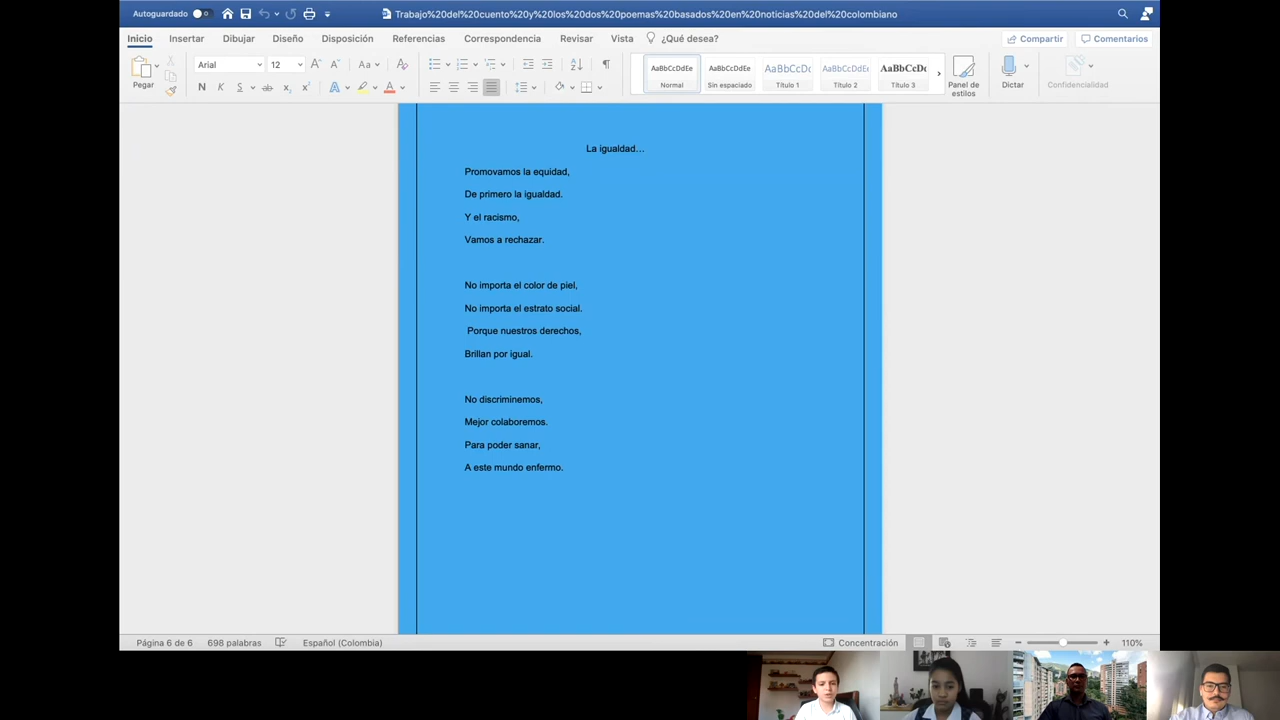 Autoguardado
Trabajo%20del%20cuento%20y%20los%20dos%20poemas%20basados%20en%20noticias%20del%20colombiano
Inicio Insertar Dibujar Diseño Disposición Referencias Correspondencia Revisar Vista ¿Qué desea? Compartir Comentarios
Pegar
Arial 12
N K S abc x₂ x²
AaBbCcDdEe AaBbCcDdEe AaBbCcDc AaBbCcDdEe AaBbCcDc
Normal Sin espaciado Título 1 Título 2 Título 3
Panel de estilos
Dictar
Confidencialidad
La igualdad...
Promovamos la equidad,
De primero la igualdad.
Y el racismo,
Vamos a rechazar.
No importa el color de piel,
No importa el estrato social.
Porque nuestros derechos,
Brillan por igual.
No discriminemos,
Mejor colaboremos.
Para poder sanar,
A este mundo enfermo.
Página 6 de 6 698 palabras Español (Colombia) Concentración 110%